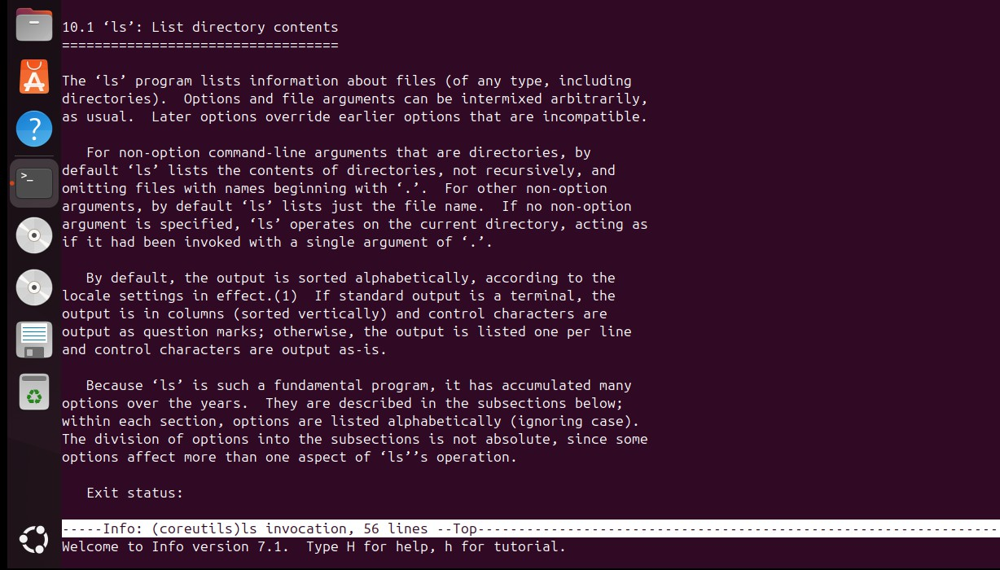 10.1 ‘ls’: List directory contents
==================================
The ‘ls’ program lists information about files (of any type, including
directories).  Options and file arguments can be intermixed arbitrarily,
as usual.  Later options override earlier options that are incompatible.
For non-option command-line arguments that are directories, by
default ‘ls’ lists the contents of directories, not recursively, and
omitting files with names beginning with ‘.’.  For other non-option
arguments, by default ‘ls’ lists just the file name.  If no non-option
argument is specified, ‘ls’ operates on the current directory, acting as
if it had been invoked with a single argument of ‘.’.
By default, the output is sorted alphabetically, according to the
locale settings in effect.(1)  If standard output is a terminal, the
output is in columns (sorted vertically) and control characters are
output as question marks; otherwise, the output is listed one per line
and control characters are output as-is.
Because ‘ls’ is such a fundamental program, it has accumulated many
options over the years.  They are described in the subsections below;
within each section, options are listed alphabetically (ignoring case).
The division of options into the subsections is not absolute, since some
options affect more than one aspect of ‘ls’’s operation.
Exit status:
-----Info: (coreutils)ls invocation, 56 lines --Top----------------------------------------------------------------
Welcome to Info version 7.1.  Type H for help, h for tutorial.